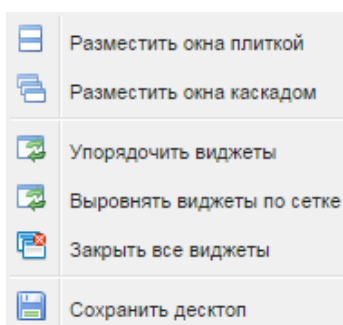 Разместить окна плиткой
Разместить окна каскадом
Упорядочить виджеты
Выровнять виджеты по сетке
Закрыть все виджеты
Сохранить десктоп